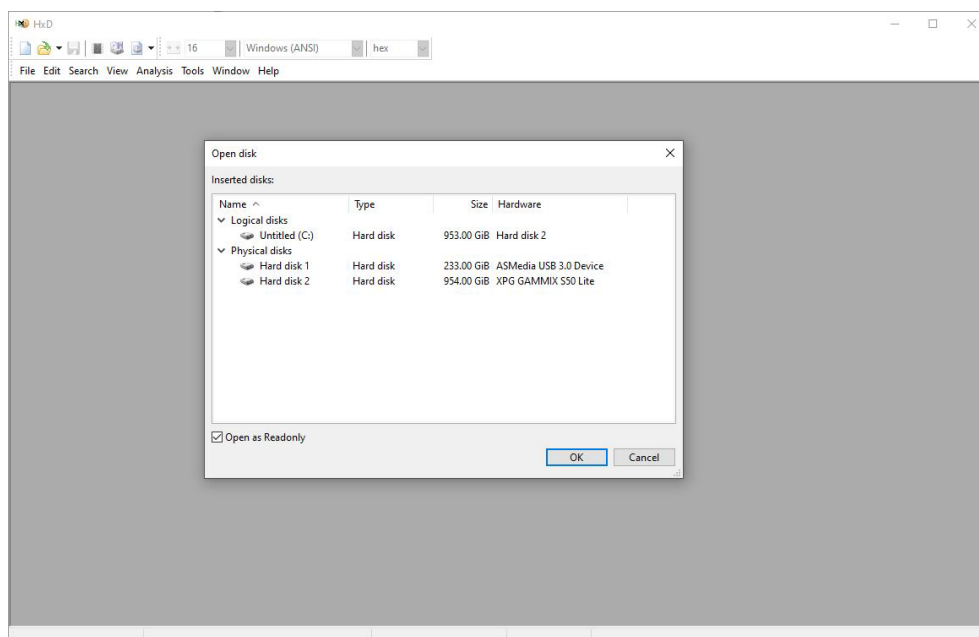 HxD
16 Windows (ANSI) hex
File Edit Search View Analysis Tools Window Help
Open disk
Inserted disks:
Name Type Size Hardware
Logical disks
Untitled (C:) Hard disk 953.00 GiB Hard disk 2
Physical disks
Hard disk 1 Hard disk 233.00 GiB ASMedia USB 3.0 Device
Hard disk 2 Hard disk 954.00 GiB XPG GAMMIX S50 Lite
Open as Readonly
OK Cancel